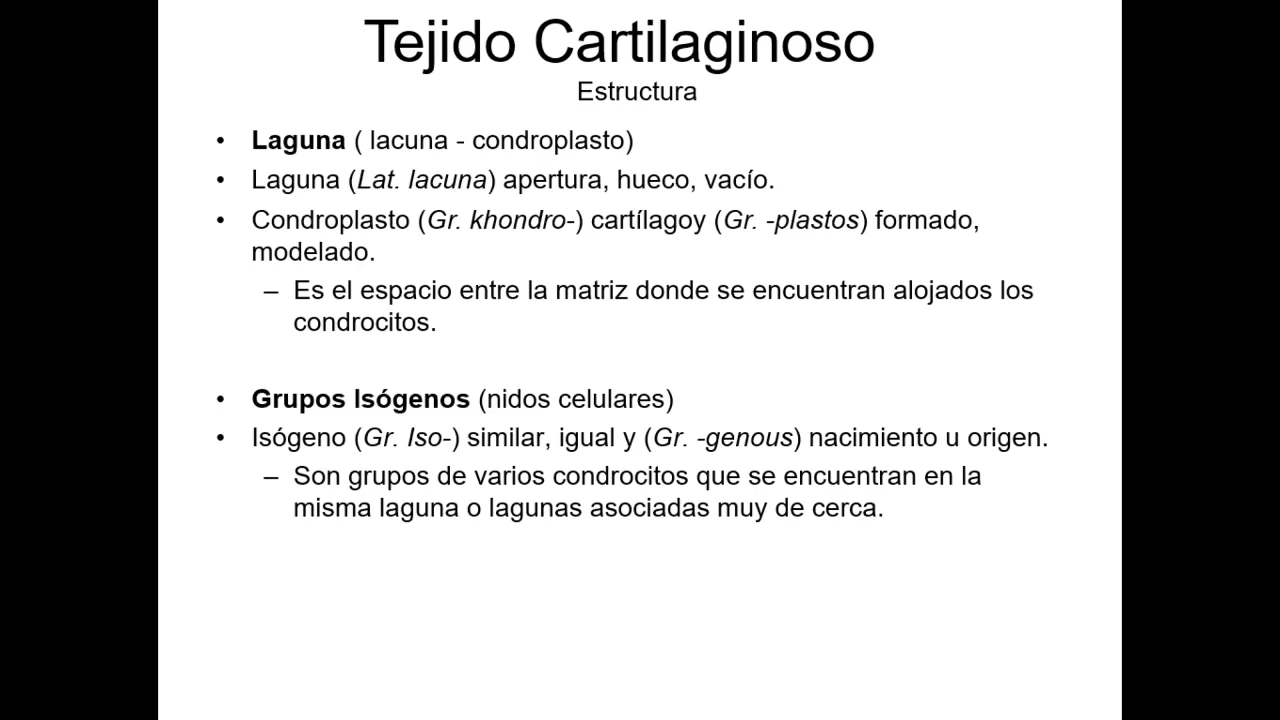 Tejido Cartilaginoso
Estructura
• Laguna ( lacuna - condroplasto)
• Laguna (Lat. lacuna) apertura, hueco, vacío.
• Condroplasto (Gr. khondro-) cartílagoy (Gr. -plastos) formado,
modelado.
– Es el espacio entre la matriz donde se encuentran alojados los
condrocitos.
• Grupos Isógenos (nidos celulares)
• Isógeno (Gr. Iso-) similar, igual y (Gr. -genous) nacimiento u origen.
– Son grupos de varios condrocitos que se encuentran en la
misma laguna o lagunas asociadas muy de cerca.